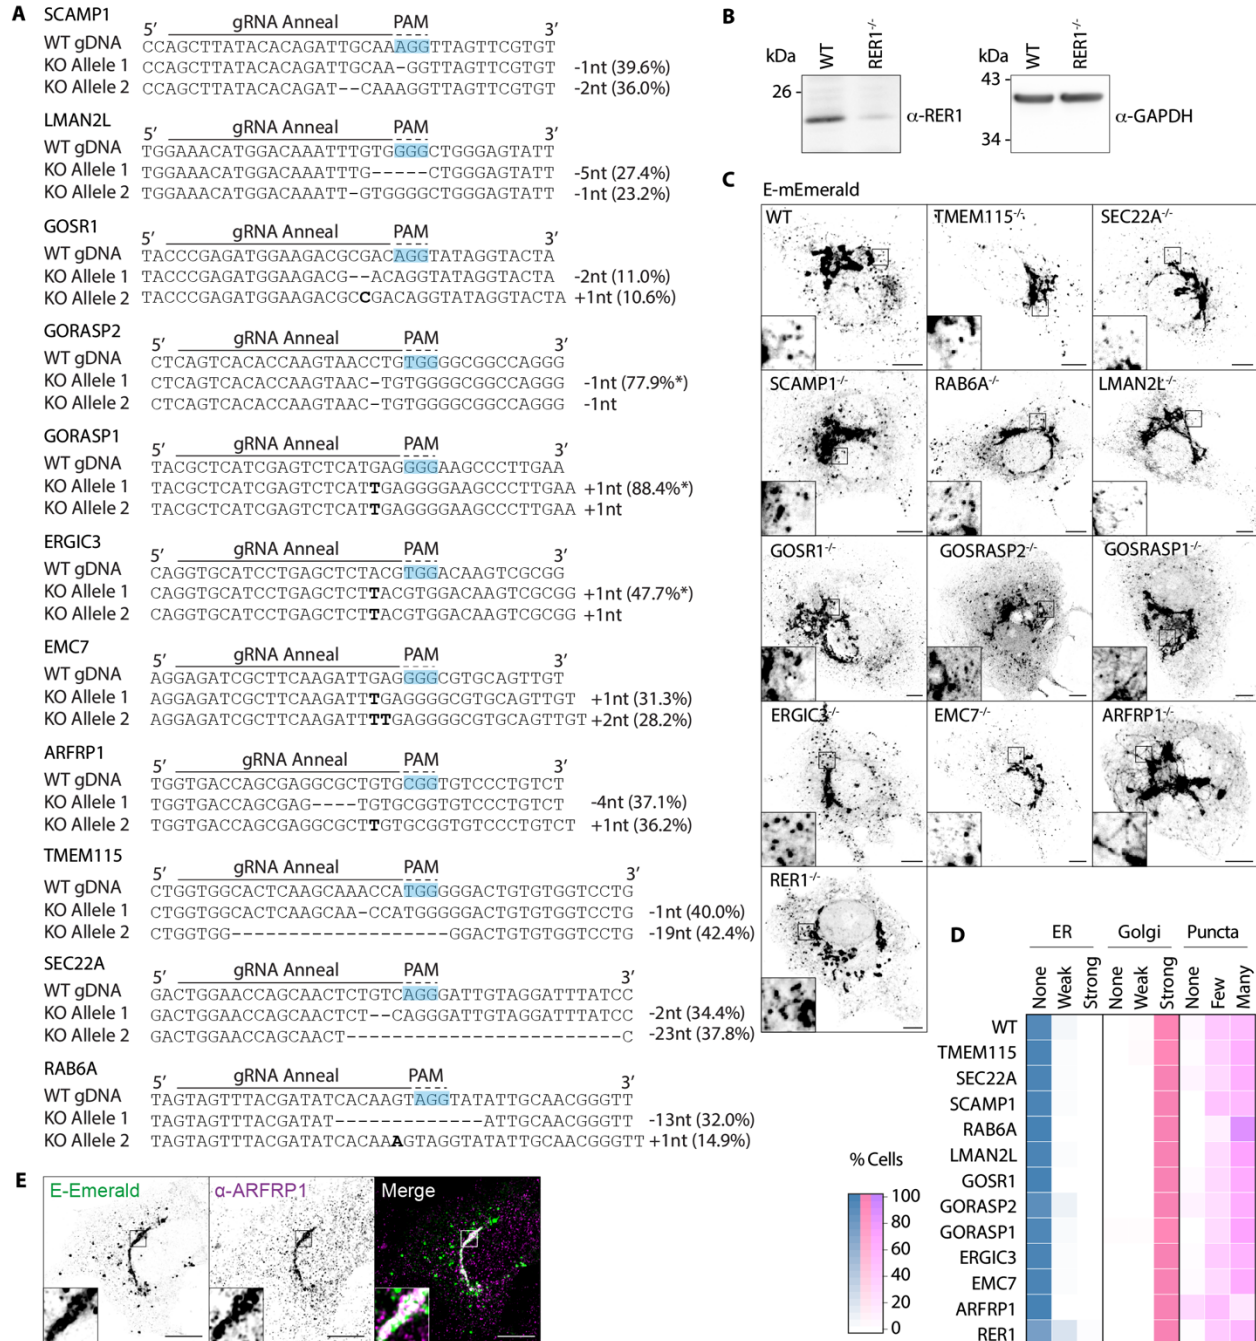 A
SCAMP1
5′ gRNA Anneal PAM 3′
WT gDNA CCAGCTTATACACAGATTGCAAAGGTTAGTTCGTGT
KO Allele 1 CCAGCTTATACACAGATTGCAA-GGTTAGTTCGTGT -1nt (39.6%)
KO Allele 2 CCAGCTTATACACAGAT--CAAAGGTTAGTTCGTGT -2nt (36.0%)
LMAN2L
5′ gRNA Anneal PAM 3′
WT gDNA TGGAAACATGGACAAATTTGTGGGGCTGGGAGTATT
KO Allele 1 TGGAAACATGGACAAATTTG-----CTGGGAGTATT -5nt (27.4%)
KO Allele 2 TGGAAACATGGACAAATT-GTGGGGCTGGGAGTATT -1nt (23.2%)
GOSR1
5′ gRNA Anneal PAM 3′
WT gDNA TACCCGAGATGGAAGACGCGACAGGTATAGGTACTA
KO Allele 1 TACCCGAGATGGAAGACG--ACAGGTATAGGTACTA -2nt (11.0%)
KO Allele 2 TACCCGAGATGGAAGACGCCGACAGGTATAGGTACTA +1nt (10.6%)
GORASP2
5′ gRNA Anneal PAM 3′
WT gDNA CTCAGTCACACCAAGTAACCTGTGGGGCGGCCAGGG
KO Allele 1 CTCAGTCACACCAAGTAAC-TGTGGGGCGGCCAGGG -1nt (77.9%*)
KO Allele 2 CTCAGTCACACCAAGTAAC-TGTGGGGCGGCCAGGG -1nt
GORASP1
5′ gRNA Anneal PAM 3′
WT gDNA TACGCTCATCGAGTCTCATGAGGGGAAGCCCTTGAA
KO Allele 1 TACGCTCATCGAGTCTCATTGAGGGGAAGCCCTTGAA +1nt (88.4%*)
KO Allele 2 TACGCTCATCGAGTCTCATTGAGGGGAAGCCCTTGAA +1nt
ERGIC3
5′ gRNA Anneal PAM 3′
WT gDNA CAGGTGCATCCTGAGCTCTACGTGGACAAGTCGCGG
KO Allele 1 CAGGTGCATCCTGAGCTCTTACGTGGACAAGTCGCGG +1nt (47.7%*)
KO Allele 2 CAGGTGCATCCTGAGCTCTTACGTGGACAAGTCGCGG +1nt
EMC7
5′ gRNA Anneal PAM 3′
WT gDNA AGGAGATCGCTTCAAGATTGAGGGGCGTGCAGTTGT
KO Allele 1 AGGAGATCGCTTCAAGATTTGAGGGGCGTGCAGTTGT +1nt (31.3%)
KO Allele 2 AGGAGATCGCTTCAAGATTTTGAGGGGCGTGCAGTTGT +2nt (28.2%)
ARFRP1
5′ gRNA Anneal PAM 3′
WT gDNA TGGTGACCAGCGAGGCGCTGTGCGGTGTCCCTGTCT
KO Allele 1 TGGTGACCAGCGAG----TGTGCGGTGTCCCTGTCT -4nt (37.1%)
KO Allele 2 TGGTGACCAGCGAGGCGCTTGTGCGGTGTCCCTGTCT +1nt (36.2%)
TMEM115
5′ gRNA Anneal PAM 3′
WT gDNA CTGGTGGCACTCAAGCAAACCATGGGGGACTGTGTGGTCCTG
KO Allele 1 CTGGTGGCACTCAAGCAA-CCATGGGGGACTGTGTGGTCCTG -1nt (40.0%)
KO Allele 2 CTGGTGG-------------------GGACTGTGTGGTCCTG -19nt (42.4%)
SEC22A
5′ gRNA Anneal PAM 3′
WT gDNA GACTGGAACCAGCAACTCTGTCAGGGATTGTAGGATTTATCC
KO Allele 1 GACTGGAACCAGCAACTCT--CAGGGATTGTAGGATTTATCC -2nt (34.4%)
KO Allele 2 GACTGGAACCAGCAACT------------------------C -23nt (37.8%)
RAB6A
5′ gRNA Anneal PAM 3′
WT gDNA TAGTAGTTTACGATATCACAAGTAGGTATATTGCAACGGGTT
KO Allele 1 TAGTAGTTTACGATAT-------------ATTGCAACGGGTT -13nt (32.0%)
KO Allele 2 TAGTAGTTTACGATATCACAAAGTAGGTATATTGCAACGGGTT +1nt (14.9%)
B
kDa WT RER1-/-
26
α-RER1
kDa WT RER1-/-
43
34
α-GAPDH
C
E-mEmerald
WT TMEM115-/- SEC22A-/-
SCAMP1-/- RAB6A-/- LMAN2L-/-
GOSR1-/- GOSRASP2-/- GOSRASP1-/-
ERGIC3-/- EMC7-/- ARFRP1-/-
RER1-/-
D
ER Golgi Puncta
None Weak Strong None Weak Strong None Few Many
WT
TMEM115
SEC22A
SCAMP1
RAB6A
LMAN2L
GOSR1
GORASP2
GORASP1
ERGIC3
EMC7
ARFRP1
RER1
% Cells
100
80
60
40
20
0
E
E-Emerald α-ARFRP1 Merge